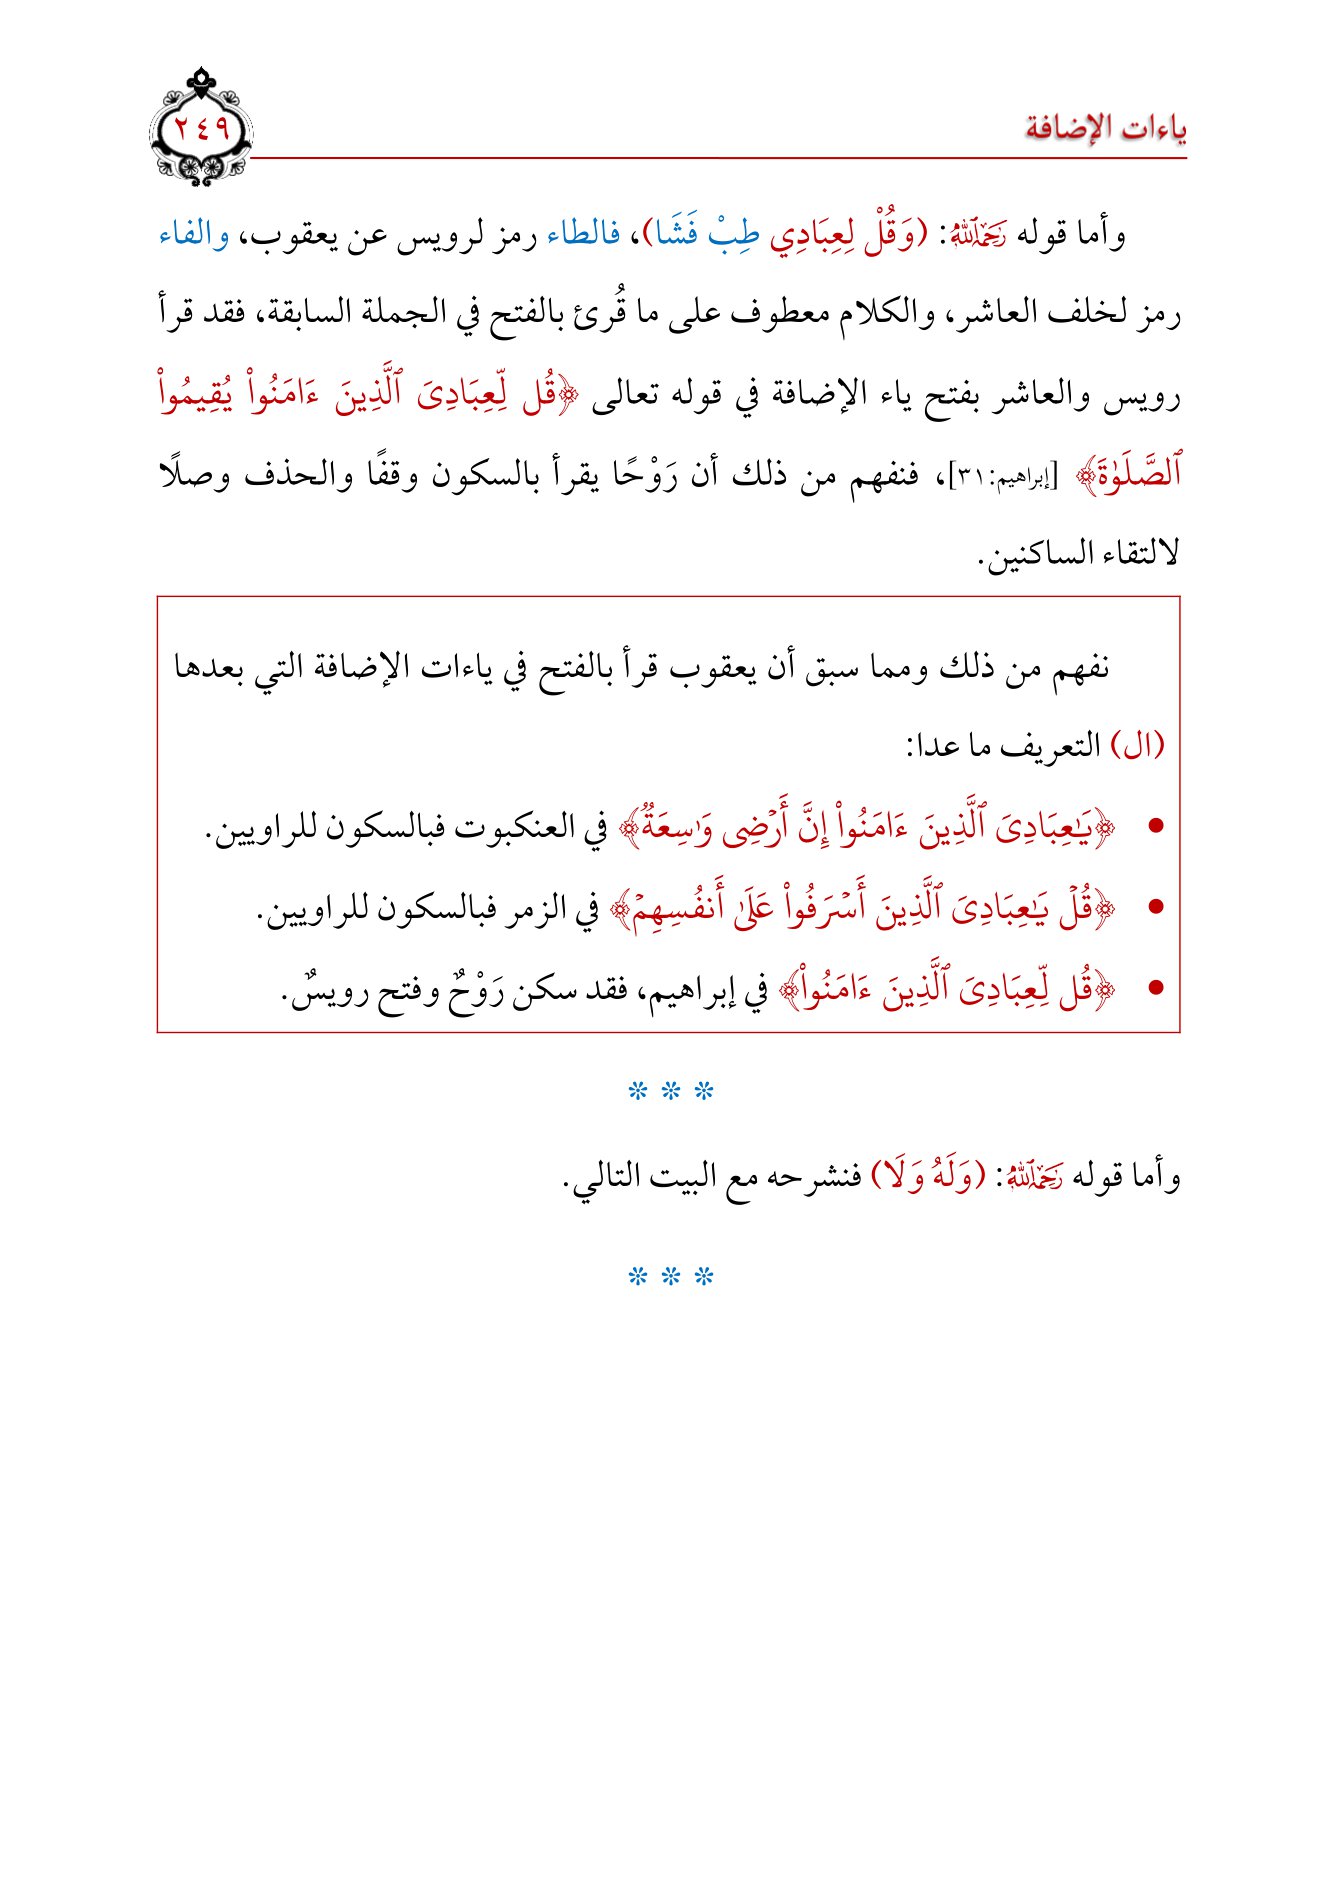 ياءات الإضافة
٢٤٩
وأما قوله رَحِمَهُ ٱللَّهُ: (وَقُلْ لِعِبَادِي طِبْ فَشَا)، فالطاء رمز لرويس عن يعقوب، والفاء
رمز لخلف العاشر، والكلام معطوف على ما قُرئ بالفتح في الجملة السابقة، فقد قرأ
رويس والعاشر بفتح ياء الإضافة في قوله تعالى ﴿قُل لِّعِبَادِىَ ٱلَّذِينَ ءَامَنُوا۟ يُقِيمُوا۟
ٱلصَّلَوٰةَ﴾ [إبراهيم:٣١]، فنفهم من ذلك أن رَوْحًا يقرأ بالسكون وقفًا والحذف وصلًا
لالتقاء الساكنين.
نفهم من ذلك ومما سبق أن يعقوب قرأ بالفتح في ياءات الإضافة التي بعدها
(ال) التعريف ما عدا:
• ﴿يَـٰعِبَادِىَ ٱلَّذِينَ ءَامَنُوٓا۟ إِنَّ أَرۡضِى وَٰسِعَةٌ﴾ في العنكبوت فبالسكون للراويين.
• ﴿قُلۡ يَـٰعِبَادِىَ ٱلَّذِينَ أَسۡرَفُوا۟ عَلَىٰٓ أَنفُسِهِمۡ﴾ في الزمر فبالسكون للراويين.
• ﴿قُل لِّعِبَادِىَ ٱلَّذِينَ ءَامَنُوا۟﴾ في إبراهيم، فقد سكن رَوْحٌ وفتح رويسٌ.
* * *
وأما قوله رَحِمَهُ ٱللَّهُ: (وَلَهُ وَلَا) فنشرحه مع البيت التالي.
* * *